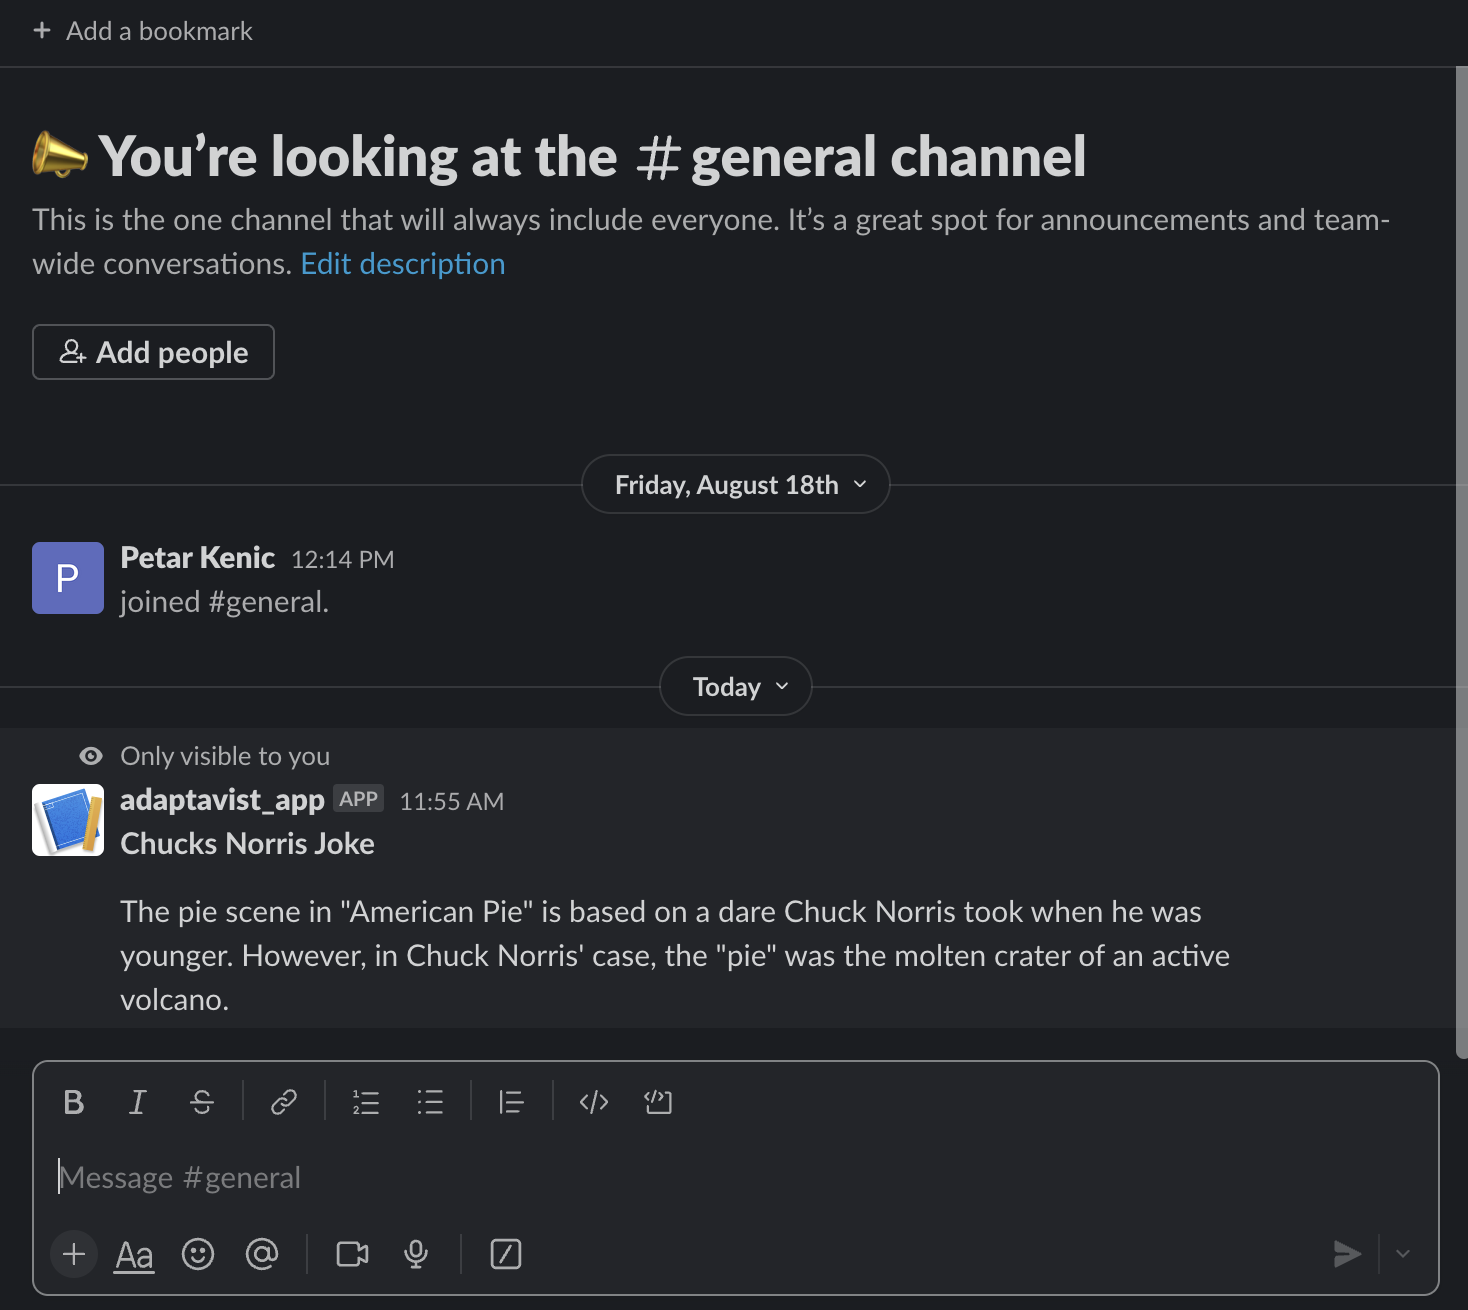 + Add a bookmark
You’re looking at the # general channel
This is the one channel that will always include everyone. It’s a great spot for announcements and team-
wide conversations. Edit description
Add people
Friday, August 18th
P
Petar Kenic 12:14 PM
joined #general.
Today
Only visible to you
adaptavist_app APP 11:55 AM
Chucks Norris Joke
The pie scene in "American Pie" is based on a dare Chuck Norris took when he was
younger. However, in Chuck Norris' case, the "pie" was the molten crater of an active
volcano.
B I S
Message #general
+ Aa @